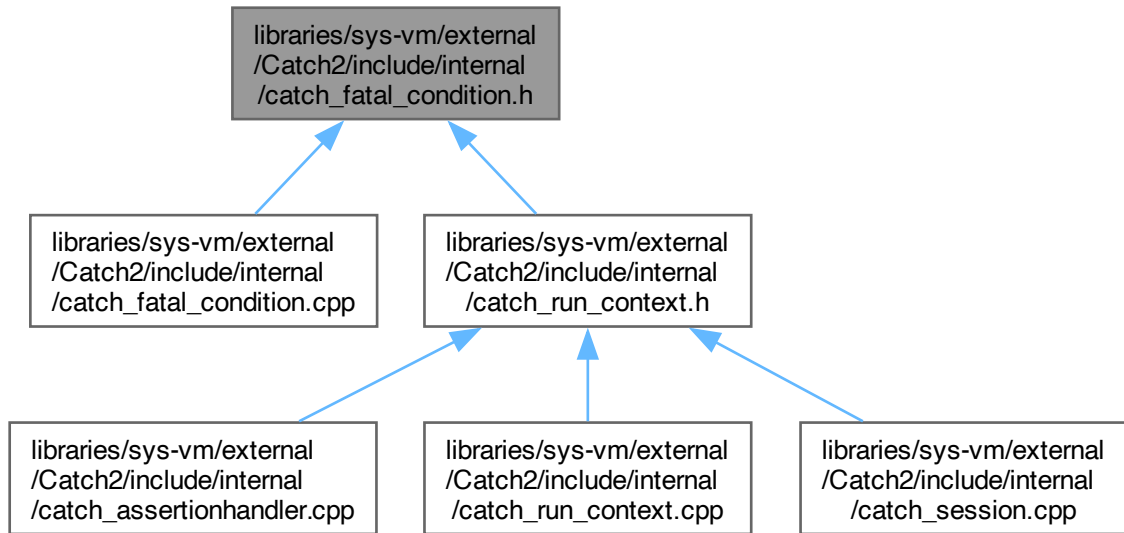 libraries/sys-vm/external
/Catch2/include/internal
/catch_fatal_condition.h
libraries/sys-vm/external
/Catch2/include/internal
/catch_fatal_condition.cpp
libraries/sys-vm/external
/Catch2/include/internal
/catch_run_context.h
libraries/sys-vm/external
/Catch2/include/internal
/catch_assertionhandler.cpp
libraries/sys-vm/external
/Catch2/include/internal
/catch_run_context.cpp
libraries/sys-vm/external
/Catch2/include/internal
/catch_session.cpp